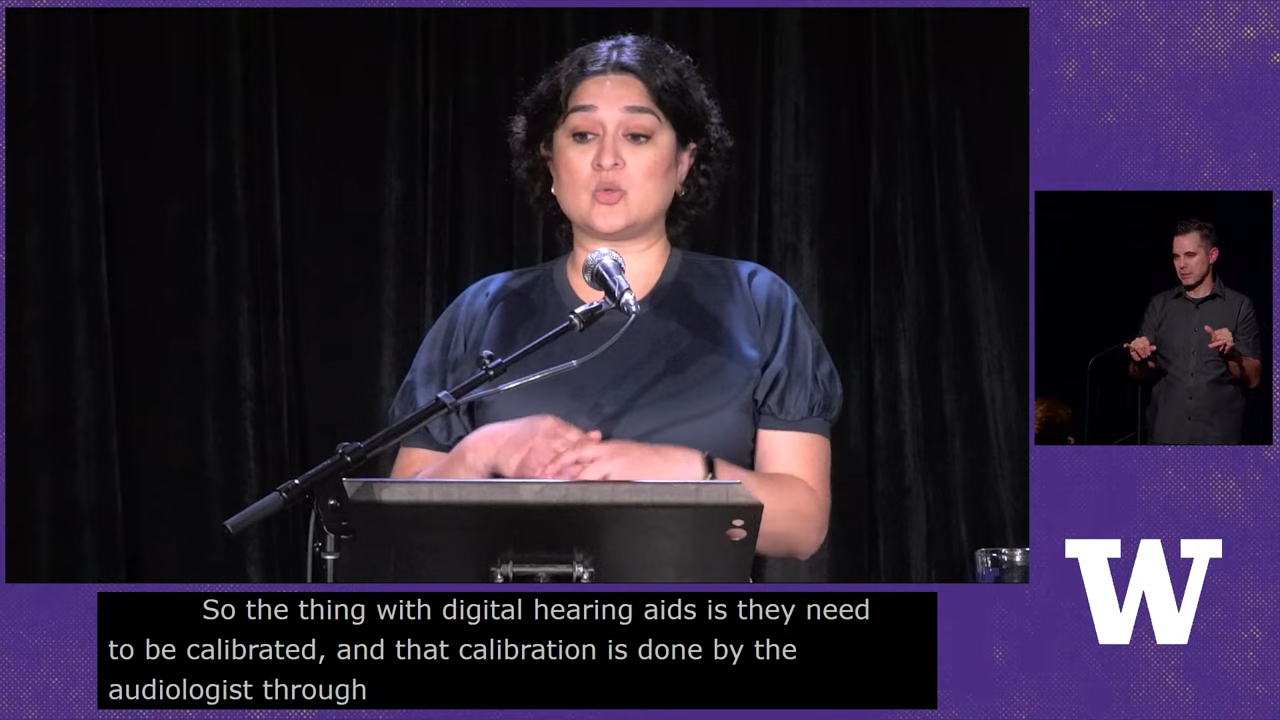 So the thing with digital hearing aids is they need
to be calibrated, and that calibration is done by the
audiologist through
W